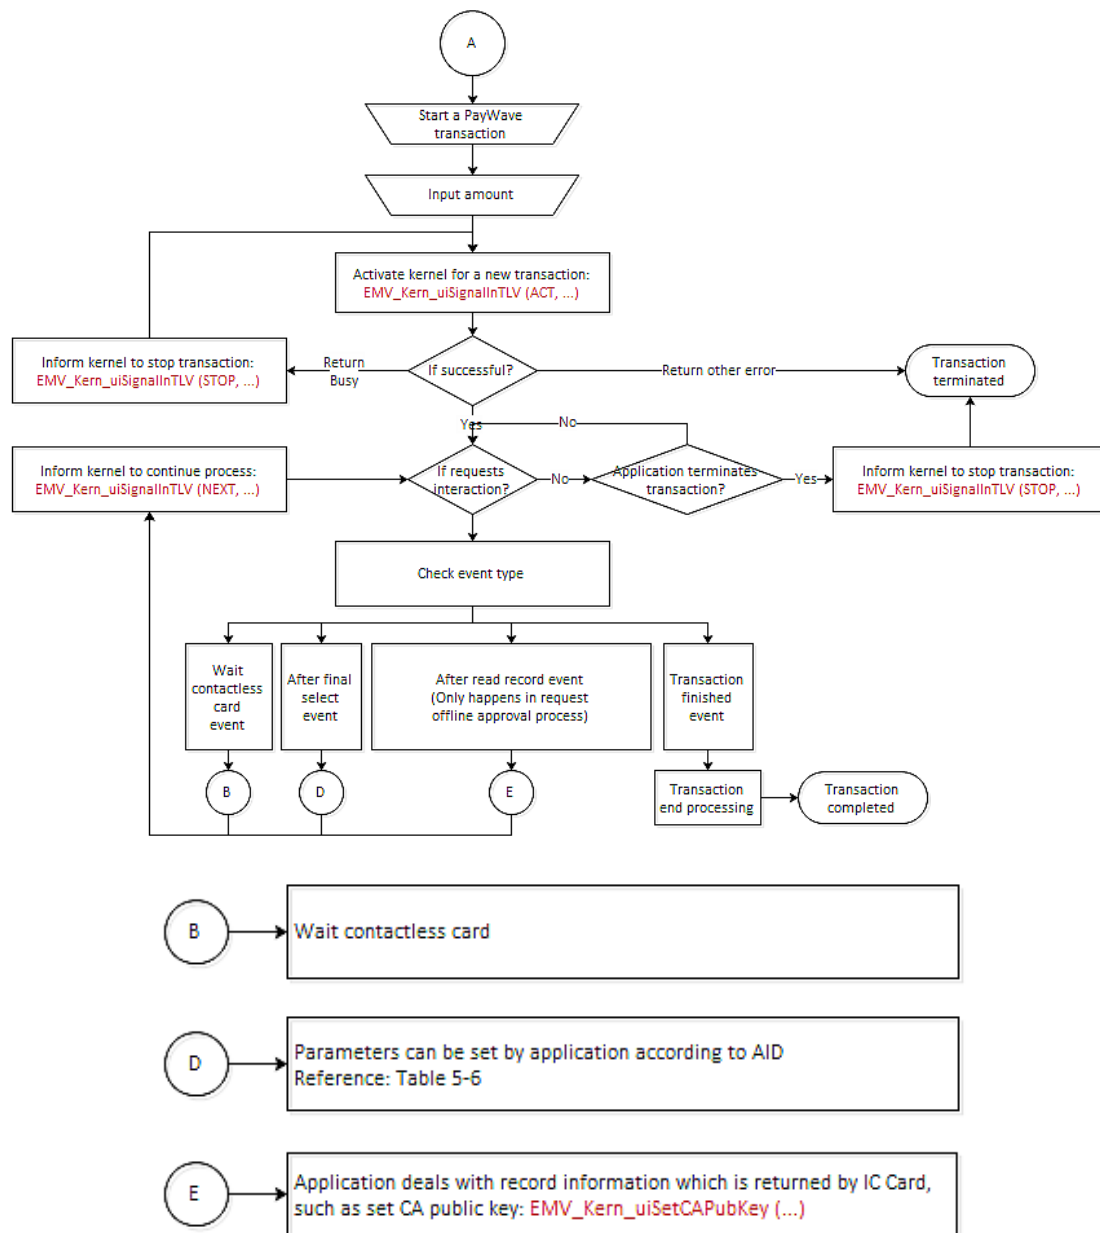 A
Start a PayWave
transaction
Input amount
Activate kernel for a new transaction:
EMV_Kern_uiSignalInTLV (ACT, ...)
Inform kernel to stop transaction:
EMV_Kern_uiSignalInTLV (STOP, ...)
Return
Busy
If successful?
Return other error
Transaction
terminated
Yes
No
Inform kernel to continue process:
EMV_Kern_uiSignalInTLV (NEXT, ...)
If requests
interaction?
No
Application terminates
transaction?
Yes
Inform kernel to stop transaction:
EMV_Kern_uiSignalInTLV (STOP, ...)
Check event type
Wait
contactless
card
event
After final
select
event
After read record event
(Only happens in request
offline approval process)
Transaction
finished
event
B
D
E
Transaction
end processing
Transaction
completed
B
Wait contactless card
D
Parameters can be set by application according to AID
Reference: Table 5-6
E
Application deals with record information which is returned by IC Card,
such as set CA public key: EMV_Kern_uiSetCAPubKey (...)